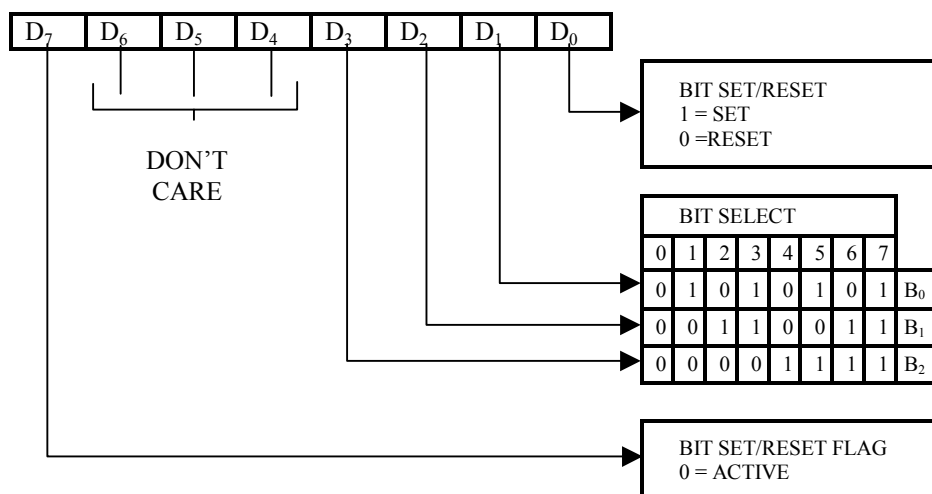 D₇ D₆ D₅ D₄ D₃ D₂ D₁ D₀
BIT SET/RESET
1 = SET
0 =RESET
DON'T
CARE
BIT SELECT
0 1 2 3 4 5 6 7
0 1 0 1 0 1 0 1 B₀
0 0 1 1 0 0 1 1 B₁
0 0 0 0 1 1 1 1 B₂
BIT SET/RESET FLAG
0 = ACTIVE